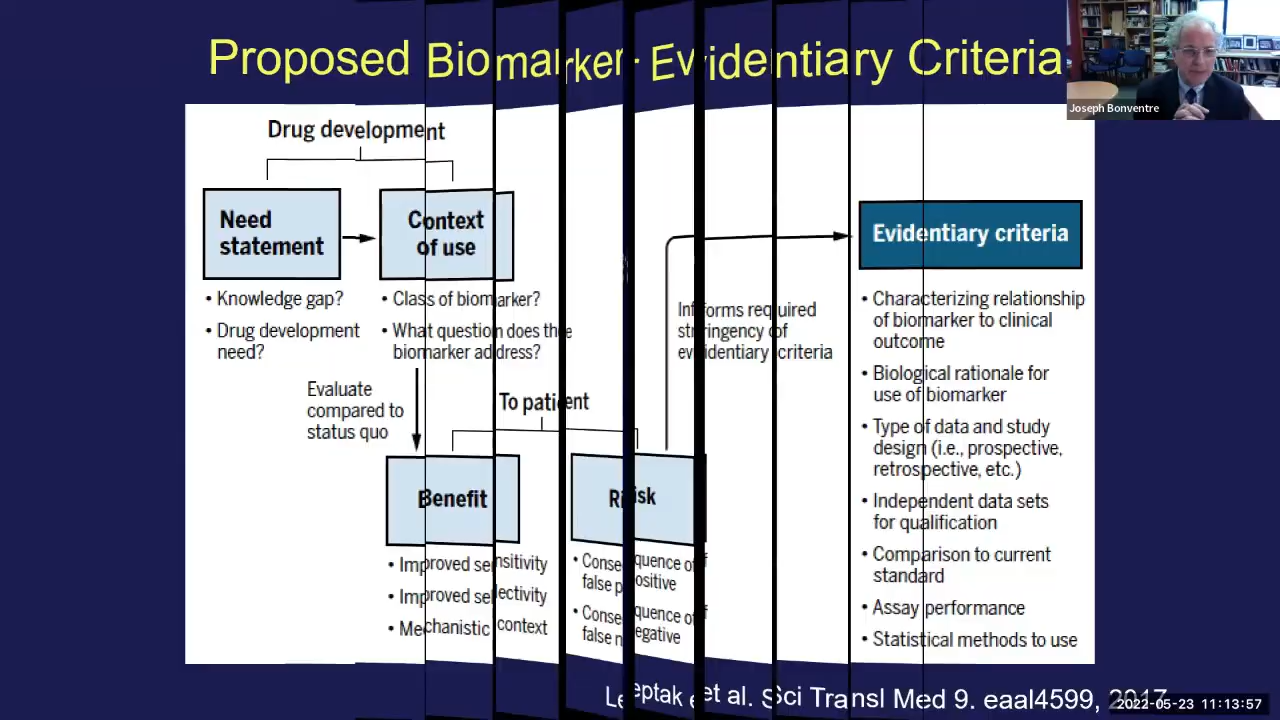 Proposed Biomarker Evidentiary Criteria
Joseph Bonventre
Drug development
Need
statement
Context
of use
Evidentiary criteria
• Knowledge gap?
• Drug development
need?
• Class of biomarker?
• What question does the
biomarker address?
Informs required
stringency of
evidentiary criteria
• Characterizing relationship
of biomarker to clinical
outcome
• Biological rationale for
use of biomarker
• Type of data and study
design (i.e., prospective,
retrospective, etc.)
• Independent data sets
for qualification
• Comparison to current
standard
• Assay performance
• Statistical methods to use
Evaluate
compared to
status quo
To patient
Benefit
Risk
• Improved sensitivity
• Improved selectivity
• Mechanistic context
• Consequence of
false positive
• Consequence of
false negative
Leptak et al. Sci Transl Med 9. eaal4599, 2017
2022-05-23 11:13:57